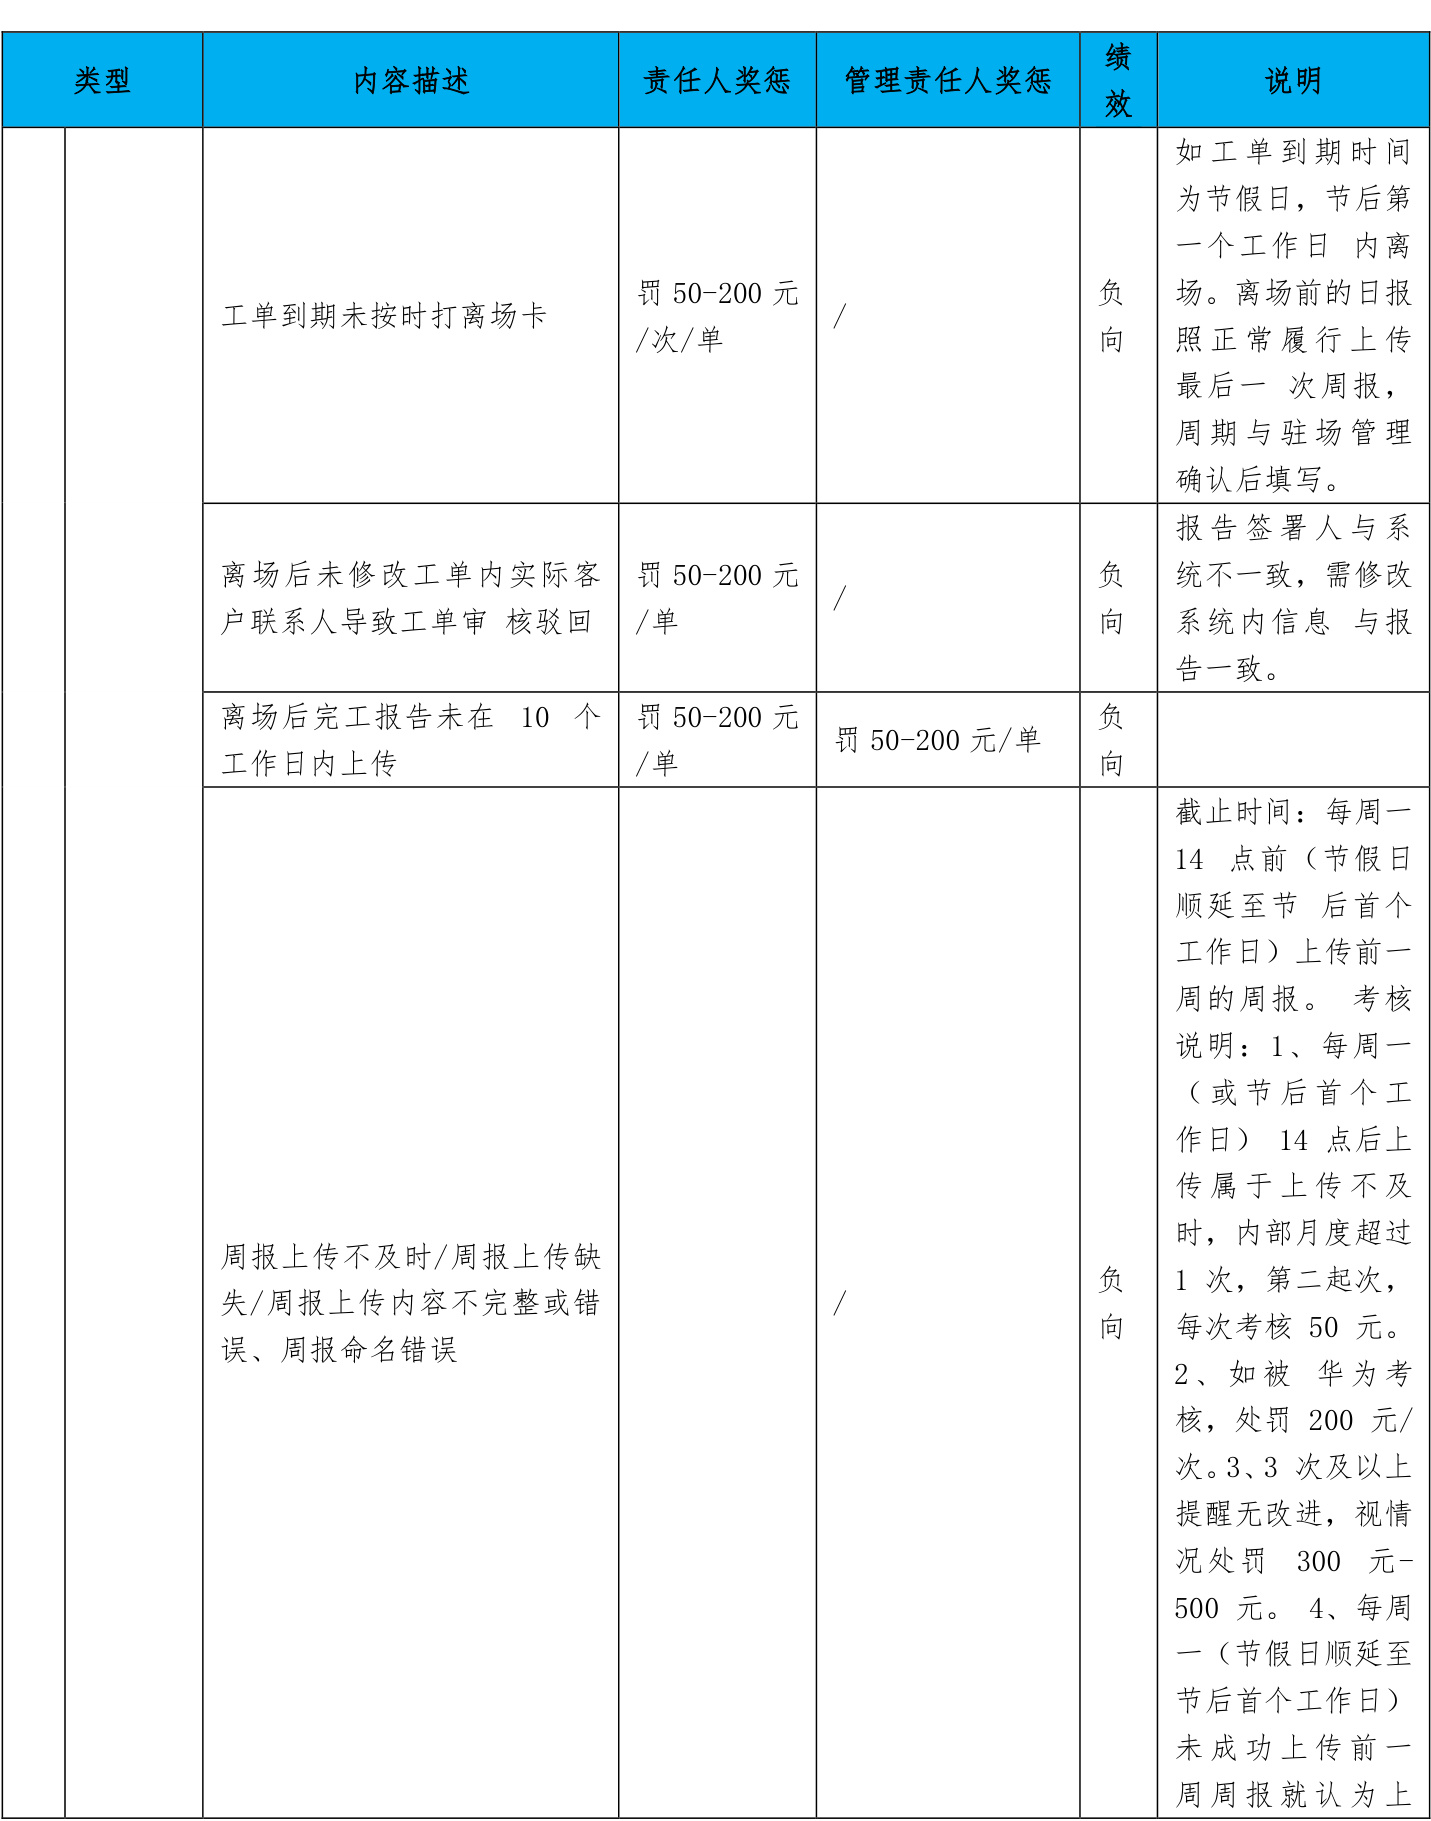 类型
内容描述
责任人奖惩
管理责任人奖惩
绩
效
说明
工单到期未按时打离场卡
罚 50-200 元
/次/单
/
负
向
如工单到期时间
为节假日，节后第
一个工作日 内离
场。离场前的日报
照正常履行上传
最后一 次周报，
周期与驻场管理
确认后填写。
离场后未修改工单内实际客
户联系人导致工单审 核驳回
罚 50-200 元
/单
/
负
向
报告签署人与系
统不一致，需修改
系统内信息 与报
告一致。
离场后完工报告未在 10 个
工作日内上传
罚 50-200 元
/单
罚 50-200 元/单
负
向
周报上传不及时/周报上传缺
失/周报上传内容不完整或错
误、周报命名错误
/
负
向
截止时间：每周一
14 点前（节假日
顺延至节 后首个
工作日）上传前一
周的周报。 考核
说明：1、每周一
（或节后首个工
作日） 14 点后上
传属于上传不及
时，内部月度超过
1 次，第二起次，
每次考核 50 元。
2、如被 华为考
核，处罚 200 元/
次。3、3 次及以上
提醒无改进，视情
况处罚 300 元-
500 元。 4、每周
一（节假日顺延至
节后首个工作日）
未成功上传前一
周周报就认为上